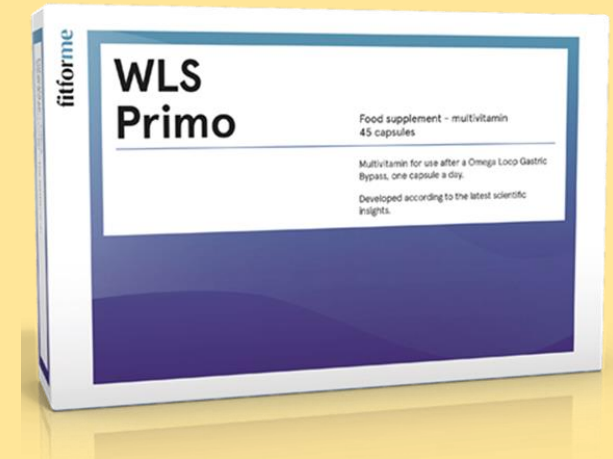 fitforme
WLS
Primo
Food supplement - multivitamin
45 capsules
Multivitamin for use after a Omega Loop Gastric
Bypass, one capsule a day.
Developed according to the latest scientific
insights.